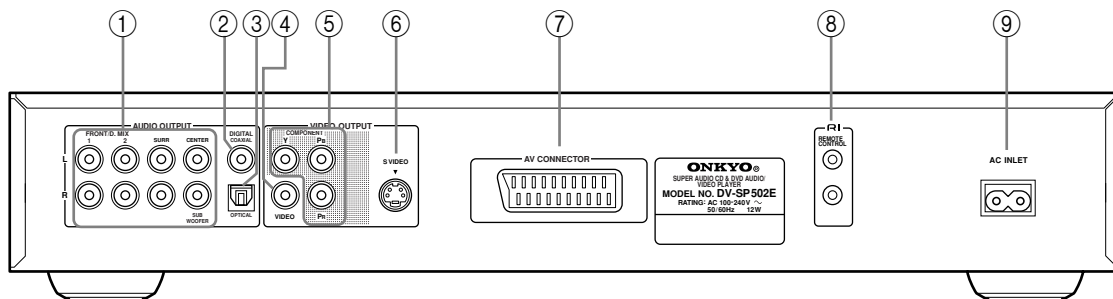 ① ② ③ ④ ⑤ ⑥ ⑦ ⑧ ⑨
AUDIO OUTPUT
FRONT/D. MIX
1 2 SURR CENTER
L
R
SUB
WOOFER
DIGITAL
COAXIAL
OPTICAL
VIDEO OUTPUT
COMPONENT
Y PB
VIDEO
PR
S VIDEO
AV CONNECTOR
ONKYO®
SUPER AUDIO CD & DVD AUDIO/
VIDEO PLAYER
MODEL NO. DV-SP502E
RATING: AC 100-240V ~
50/60Hz 12W
RI
REMOTE
CONTROL
AC INLET